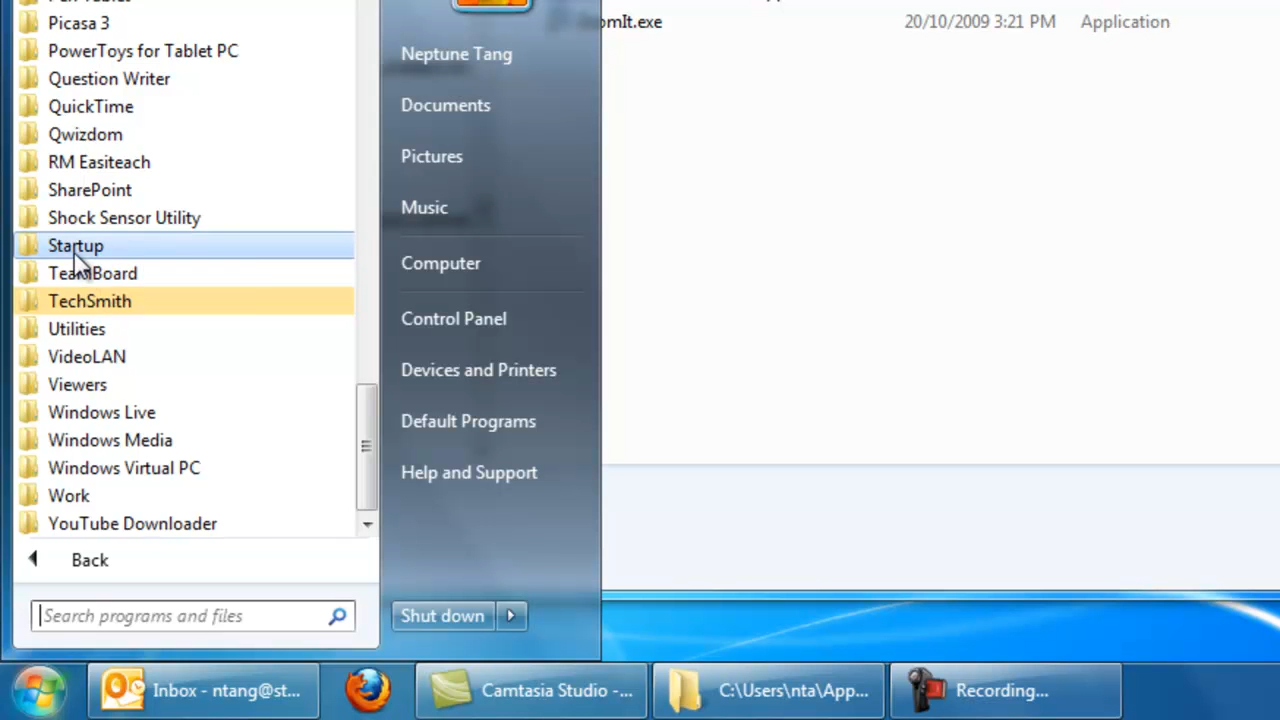 Picasa 3
PowerToys for Tablet PC
Question Writer
QuickTime
Qwizdom
RM Easiteach
SharePoint
Shock Sensor Utility
Startup
TeamBoard
TechSmith
Utilities
VideoLAN
Viewers
Windows Live
Windows Media
Windows Virtual PC
Work
YouTube Downloader
Back
Search programs and files
Neptune Tang
Documents
Pictures
Music
Computer
Control Panel
Devices and Printers
Default Programs
Help and Support
Shut down
20/10/2009 3:21 PM Application
Inbox - ntang@st... Camtasia Studio -... C:\Users\nta\App... Recording...